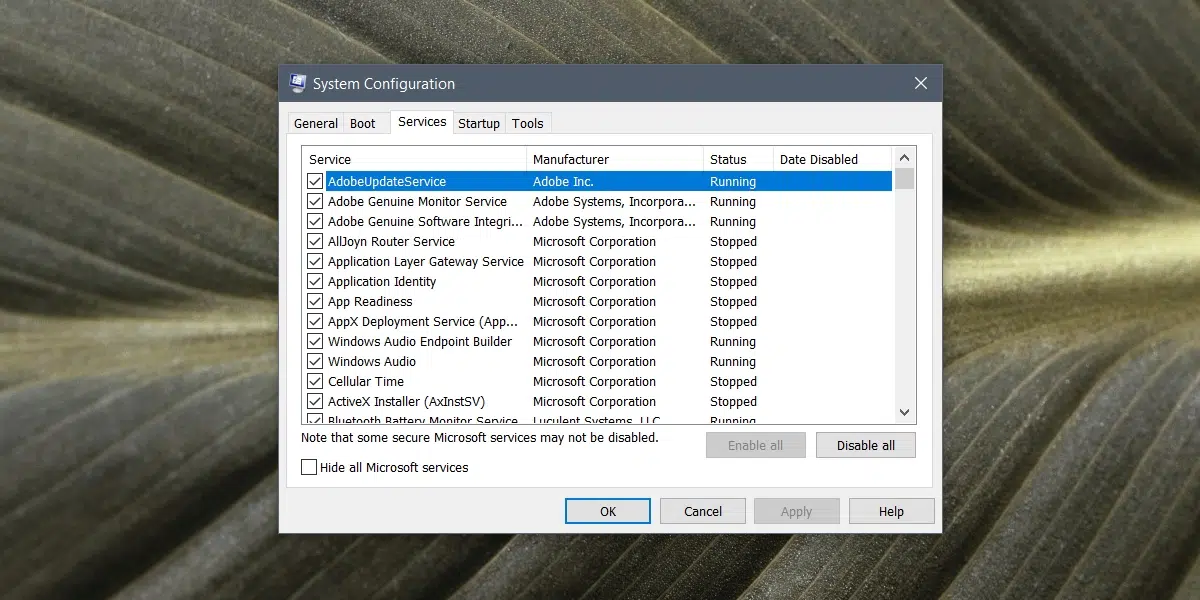 System Configuration
General Boot Services Startup Tools
Service Manufacturer Status Date Disabled
AdobeUpdateService Adobe Inc. Running
Adobe Genuine Monitor Service Adobe Systems, Incorpora... Running
Adobe Genuine Software Integri... Adobe Systems, Incorpora... Running
AllJoyn Router Service Microsoft Corporation Stopped
Application Layer Gateway Service Microsoft Corporation Stopped
Application Identity Microsoft Corporation Stopped
App Readiness Microsoft Corporation Stopped
AppX Deployment Service (App... Microsoft Corporation Stopped
Windows Audio Endpoint Builder Microsoft Corporation Running
Windows Audio Microsoft Corporation Running
Cellular Time Microsoft Corporation Stopped
ActiveX Installer (AxInstSV) Microsoft Corporation Stopped
Bluetooth Battery Monitor Service Luculent Systems, LLC Running
Note that some secure Microsoft services may not be disabled.
Enable all Disable all
Hide all Microsoft services
OK Cancel Apply Help